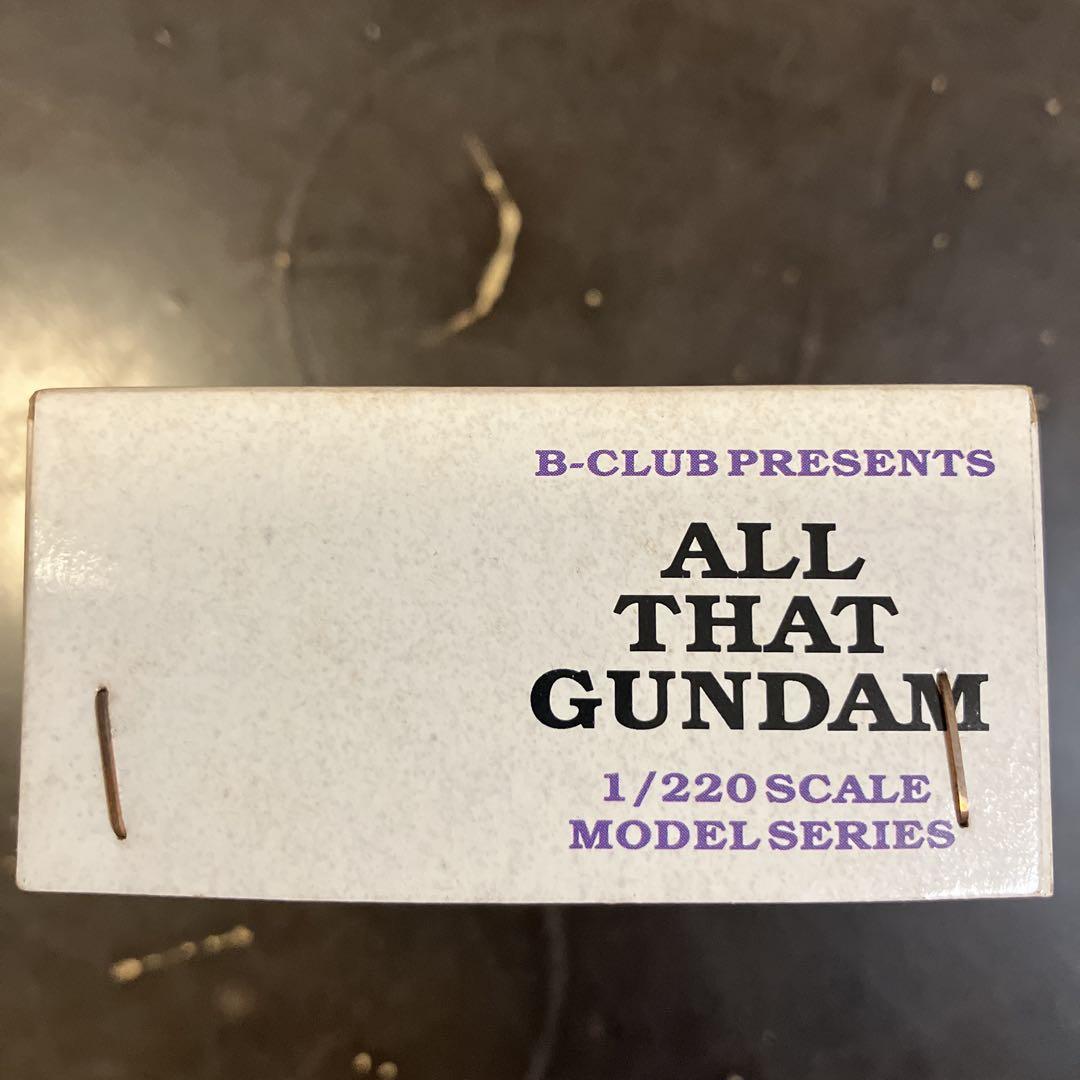 B-CLUB PRESENTS
ALL
THAT
GUNDAM
1/220 SCALE
MODEL SERIES